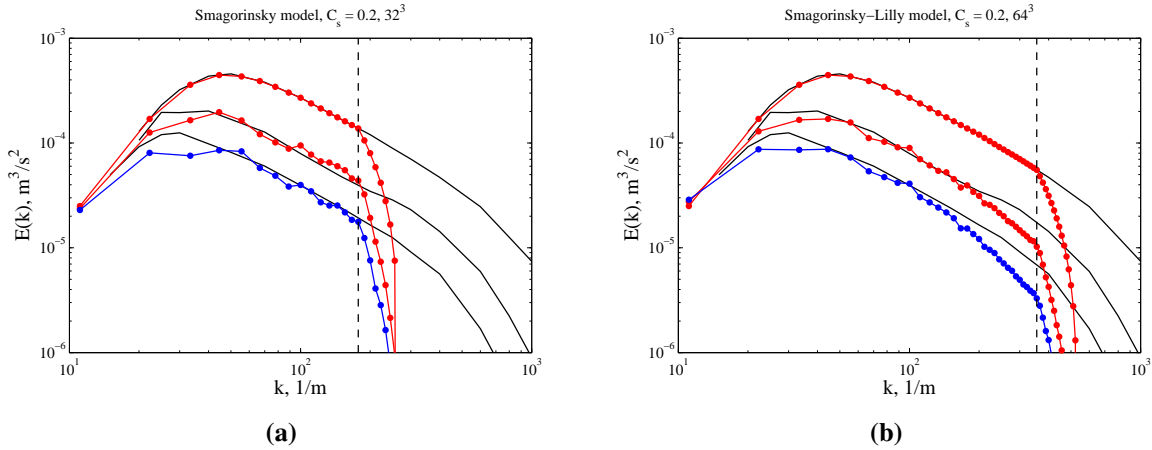 Smagorinsky model, C_s = 0.2, 32^3
10^-3
10^-4
10^-5
10^-6
E(k), m^3/s^2
10^1 10^2 10^3
k, 1/m
(a)
Smagorinsky−Lilly model, C_s = 0.2, 64^3
10^-3
10^-4
10^-5
10^-6
E(k), m^3/s^2
10^1 10^2 10^3
k, 1/m
(b)